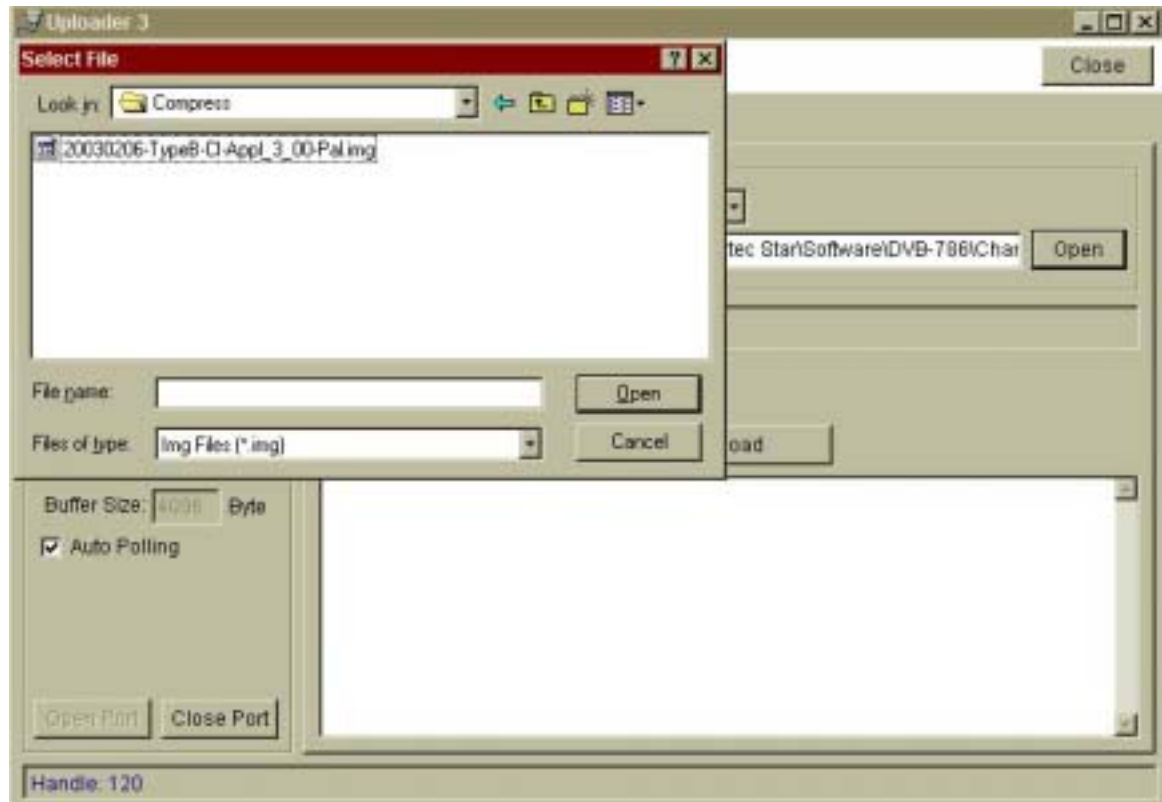 Uploader 3
Select File
Close
Look in: Compress
20030206-TypeB-CI-Appl_3_00-Pal.img
tec Star\Software\DVB-786\Char
Open
File name:
Open
Files of type: Img Files (*.img)
Cancel
oad
Buffer Size: 4096 Byte
Auto Polling
Open Port
Close Port
Handle: 120